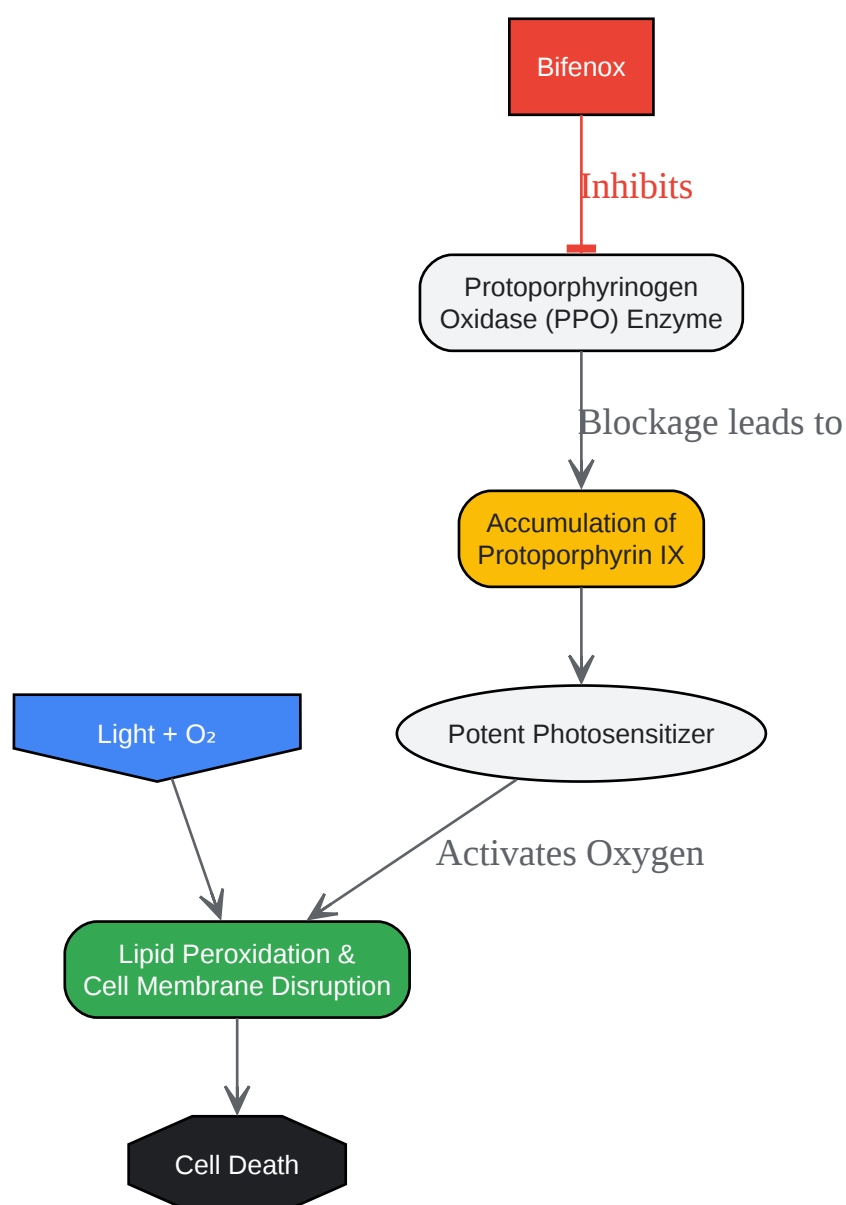 Bifenox
Inhibits
Protoporphyrinogen
Oxidase (PPO) Enzyme
Blockage leads to
Accumulation of
Protoporphyrin IX
Light + O₂
Potent Photosensitizer
Activates Oxygen
Lipid Peroxidation &
Cell Membrane Disruption
Cell Death